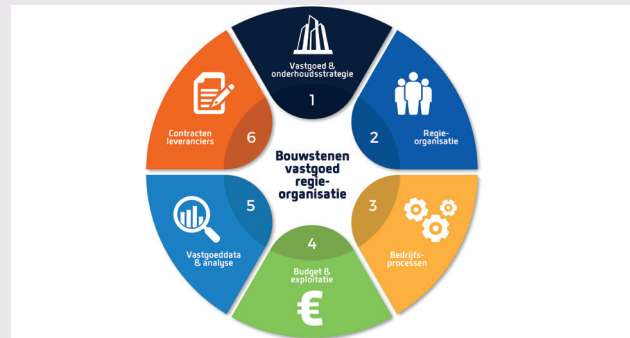 Vastgoed &
onderhoudsstrategie
1
2
Regie-
organisatie
3
Bedrijfs-
processen
4
Budget &
exploitatie
€
5
Vastgoeddata
& analyse
6
Contracten
leveranciers
Bouwstenen
vastgoed
regie-
organisatie